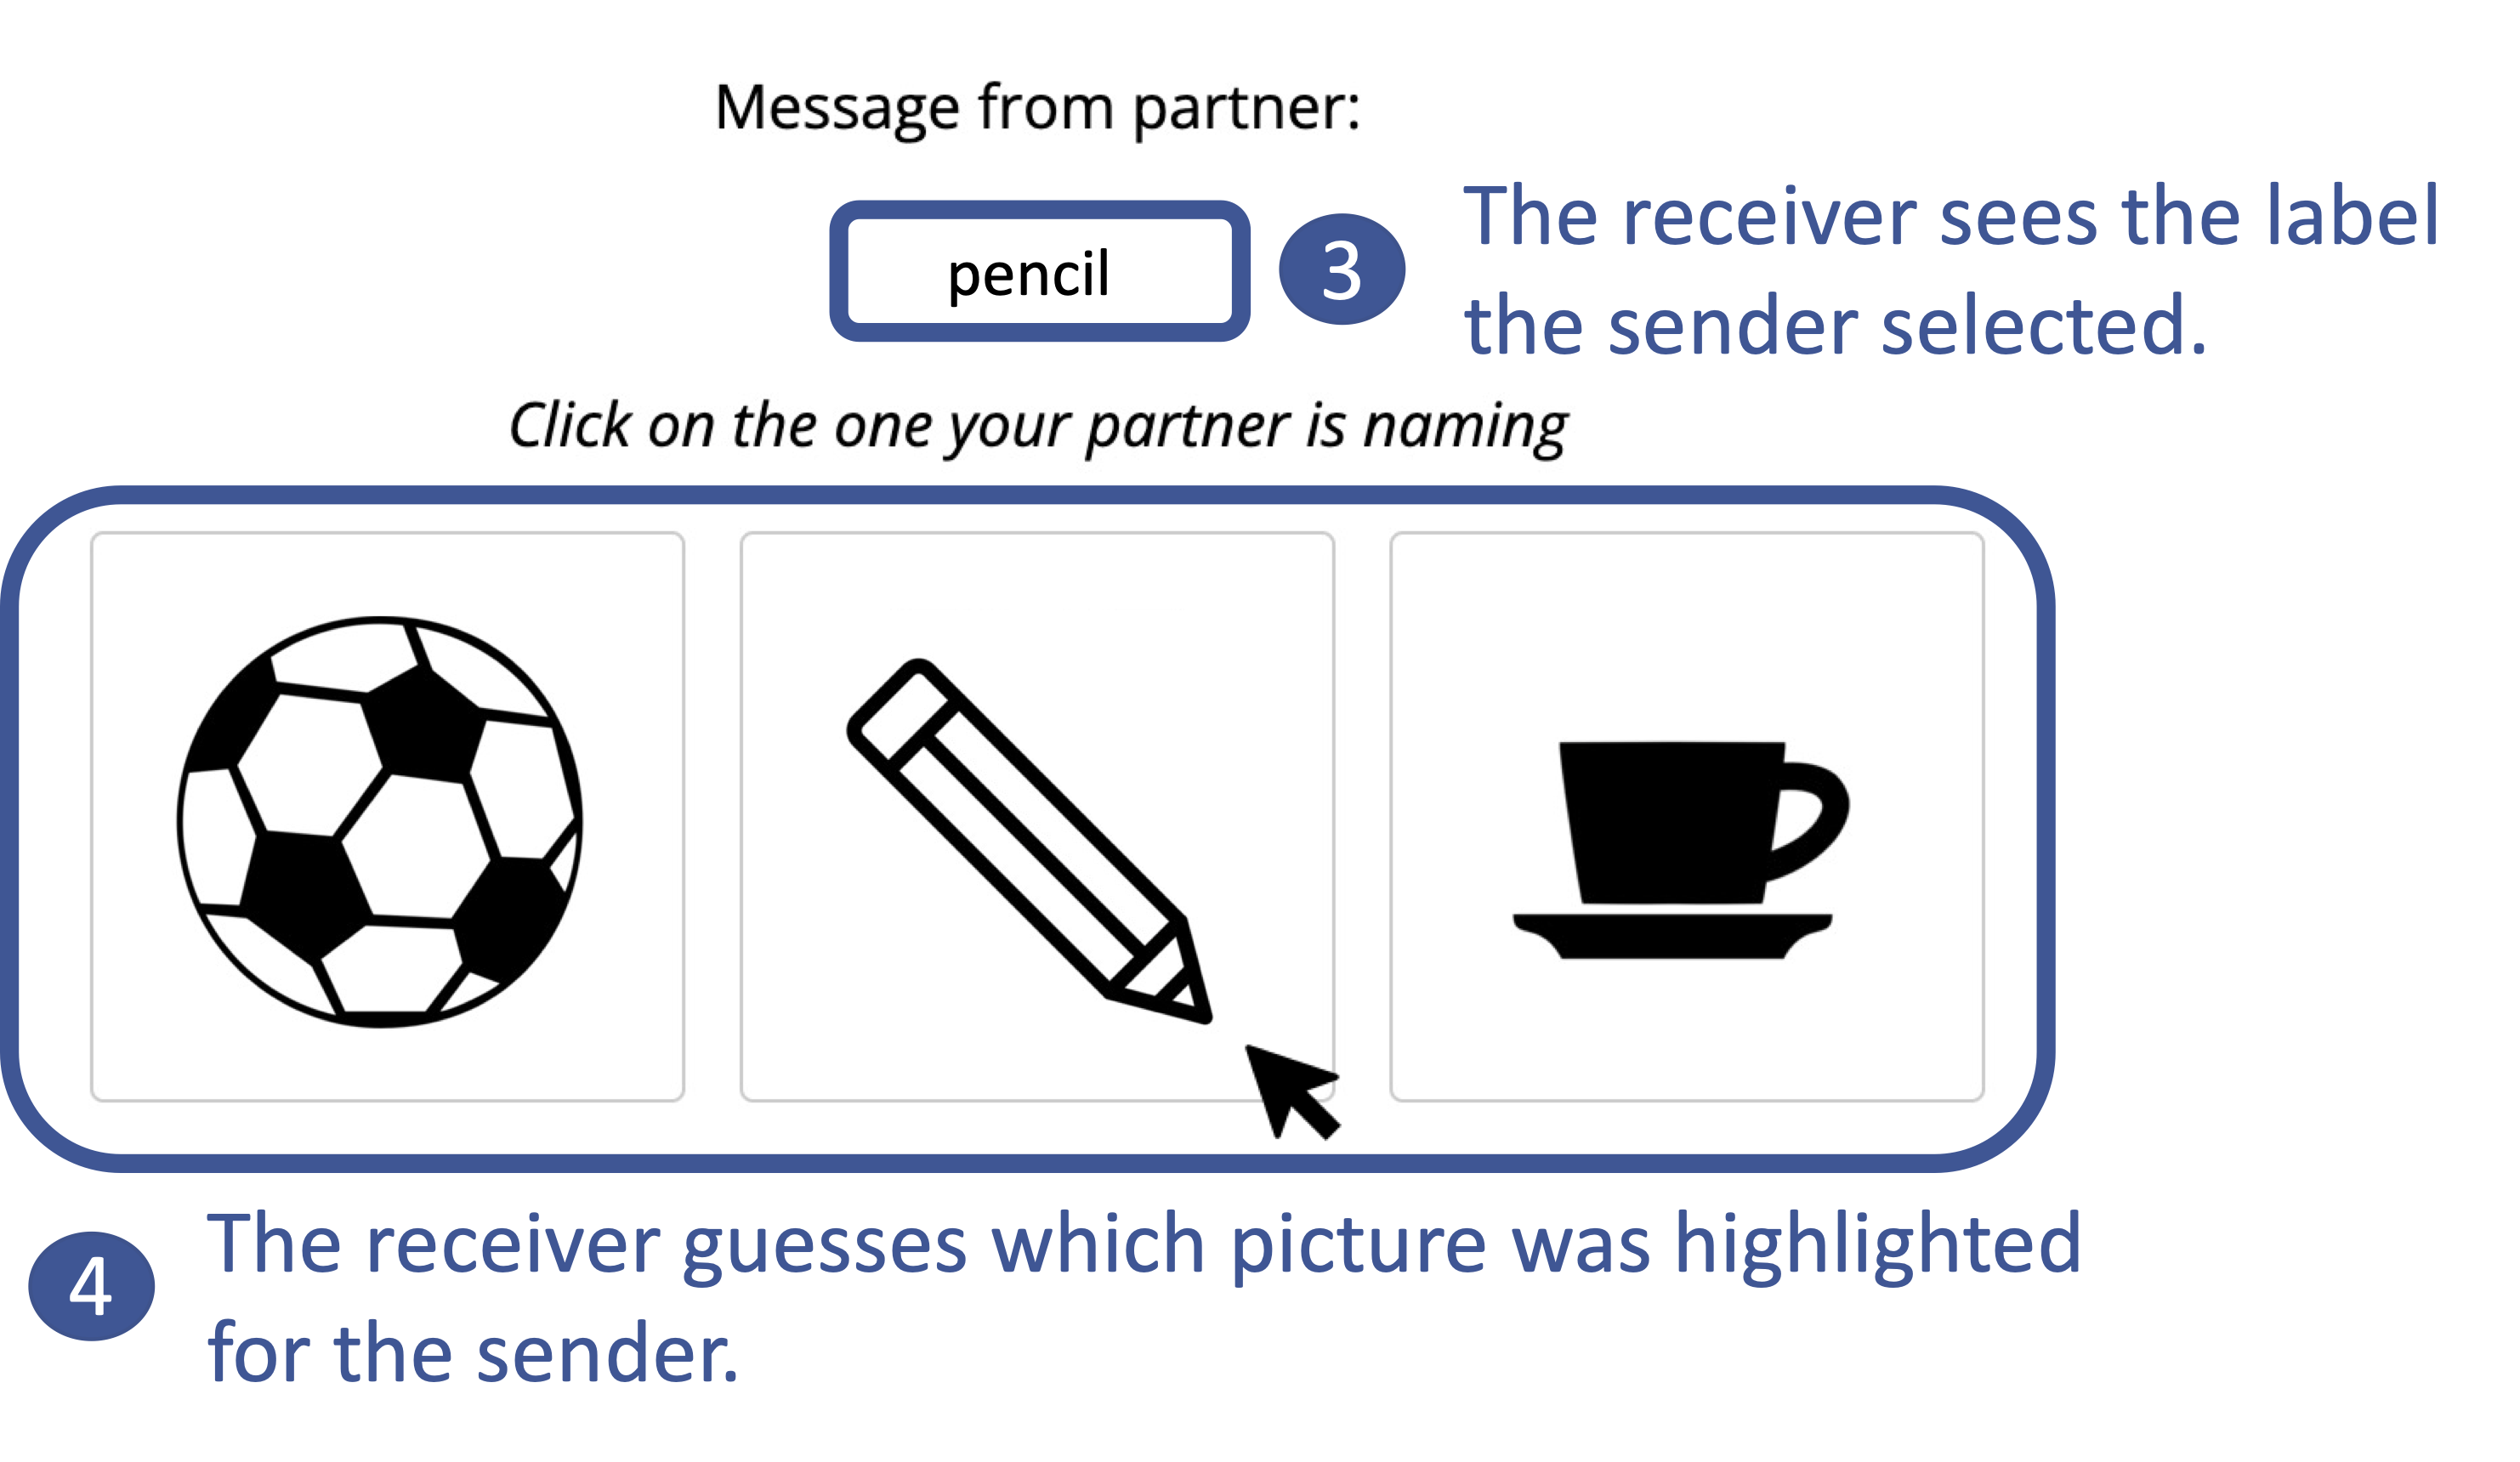 Message from partner:
pencil
3
The receiver sees the label
the sender selected.
Click on the one your partner is naming
4
The receiver guesses which picture was highlighted
for the sender.